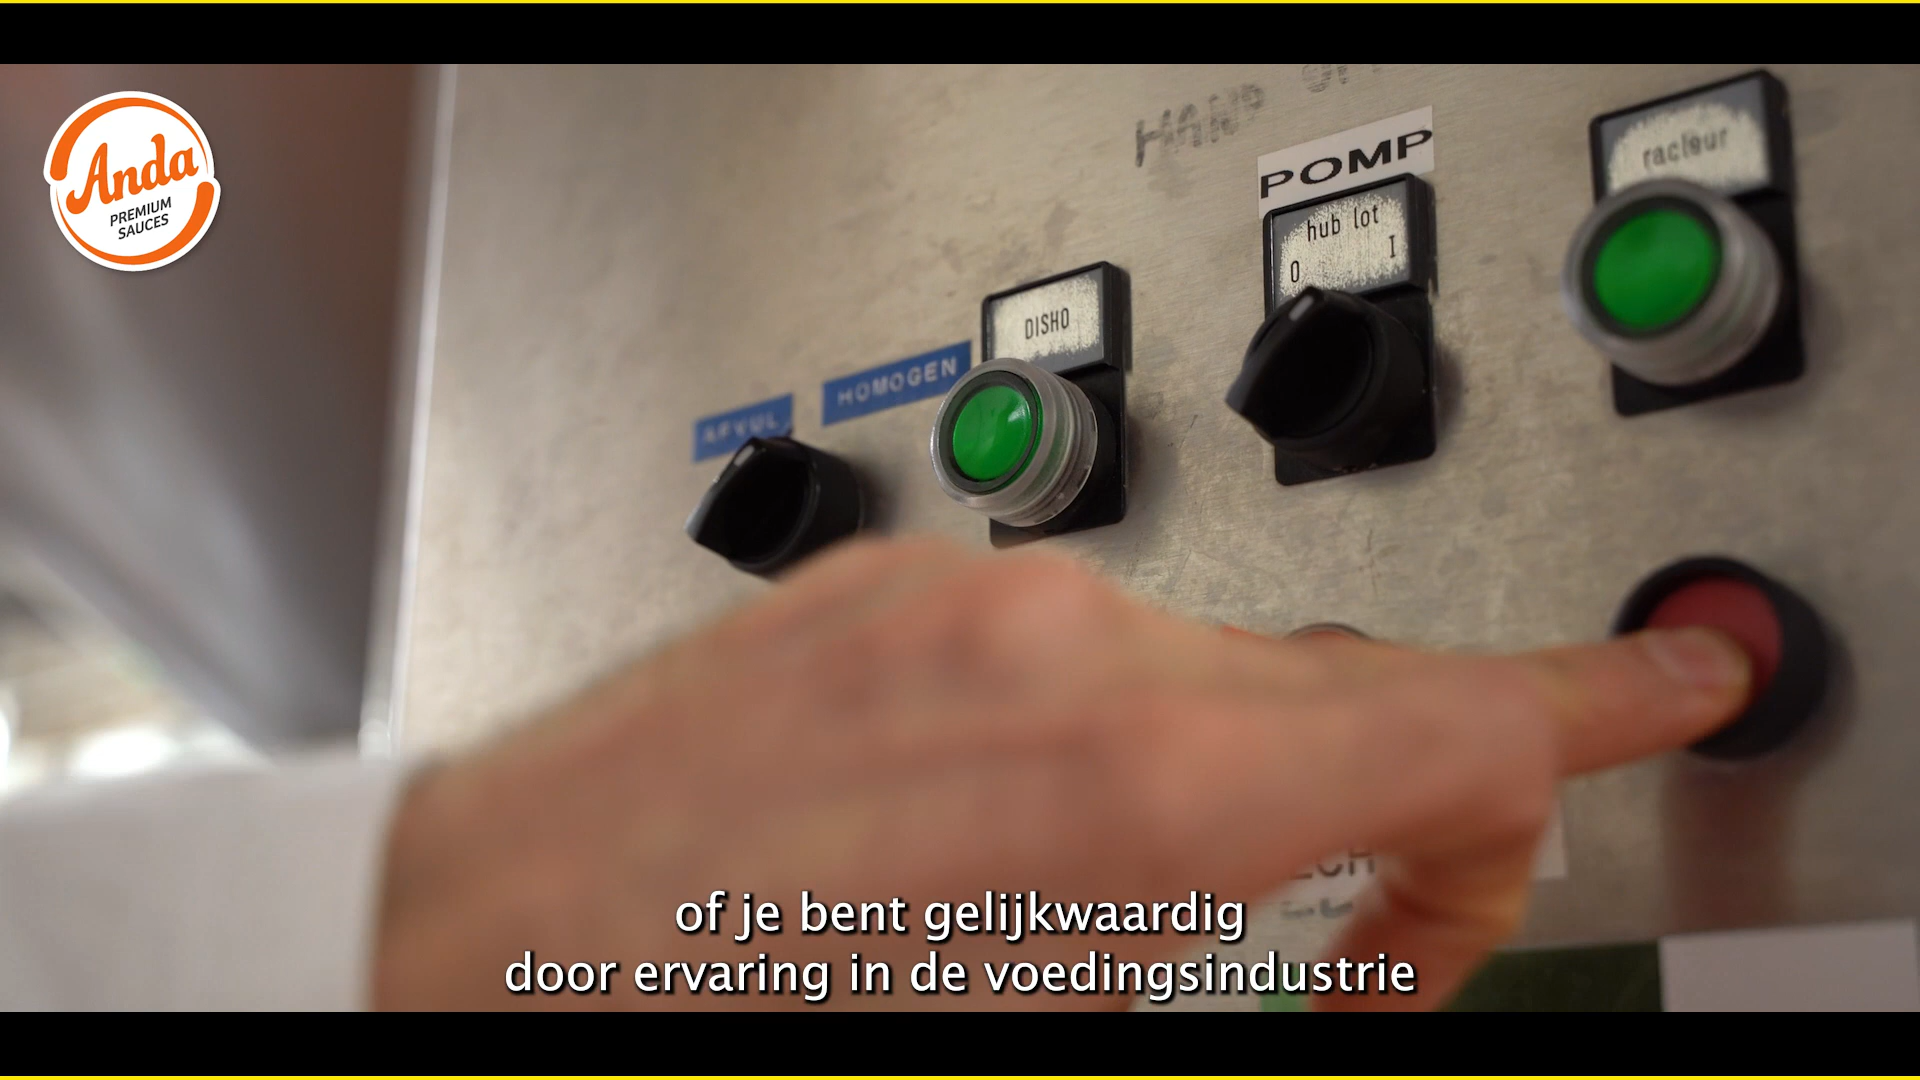 Anda
PREMIUM
SAUCES
HAND
POMP
racleur
hub lot
O I
DISHO
HOMOGEN
AFVUL
of je bent gelijkwaardig
door ervaring in de voedingsindustrie